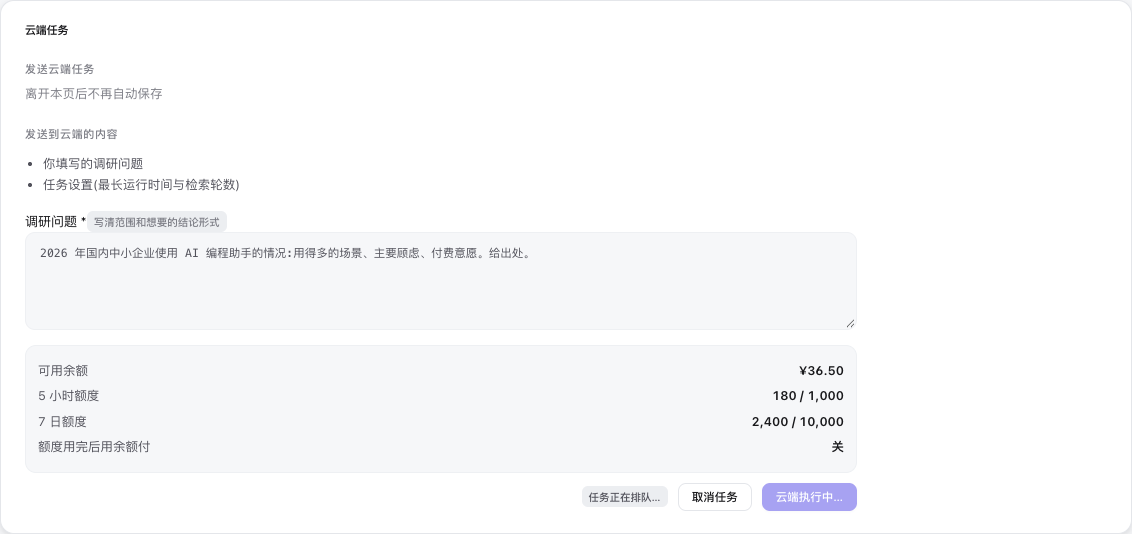 云端任务
发送云端任务
离开本页后不再自动保存
发送到云端的内容
• 你填写的调研问题
• 任务设置(最长运行时间与检索轮数)
调研问题 * 写清范围和想要的结论形式
2026 年国内中小企业使用 AI 编程助手的情况:用得多的场景、主要顾虑、付费意愿。给出处。
可用余额 ¥36.50
5 小时额度 180 / 1,000
7 日额度 2,400 / 10,000
额度用完后用余额付 关
任务正在排队... 取消任务 云端执行中...